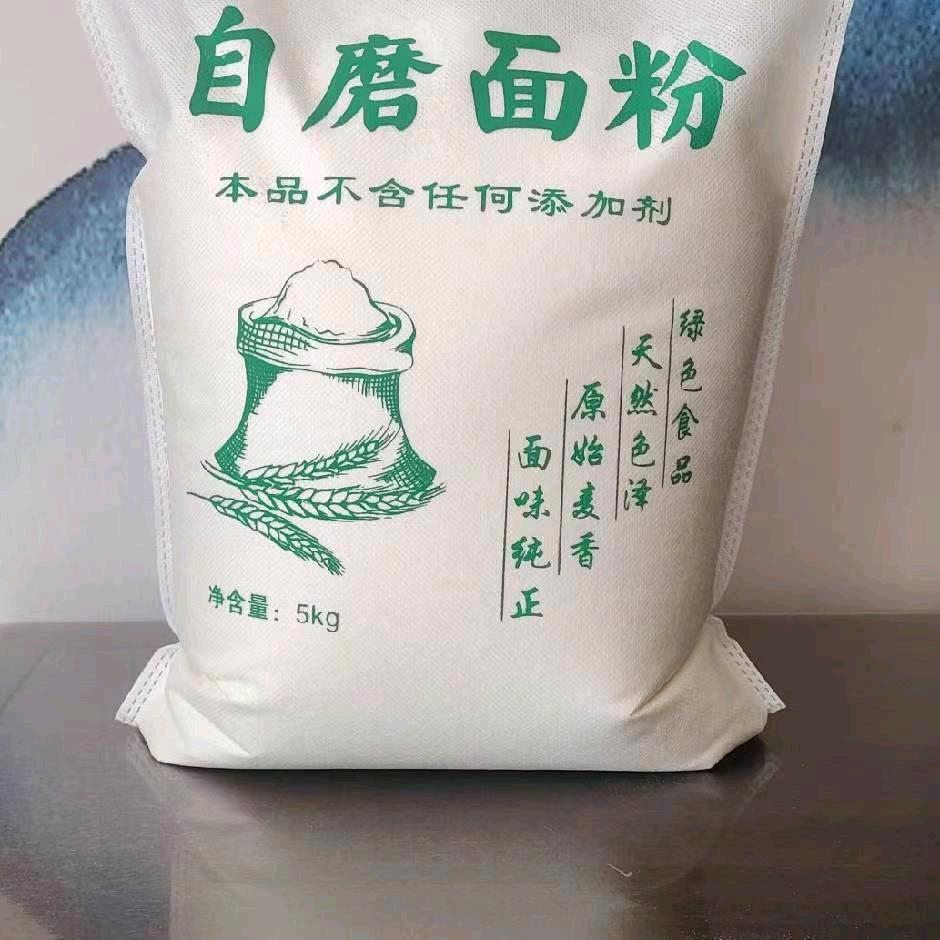 自磨面粉
本品不含任何添加剂
绿色食品
天然色泽
原始麦香
面味纯正
净含量：5kg